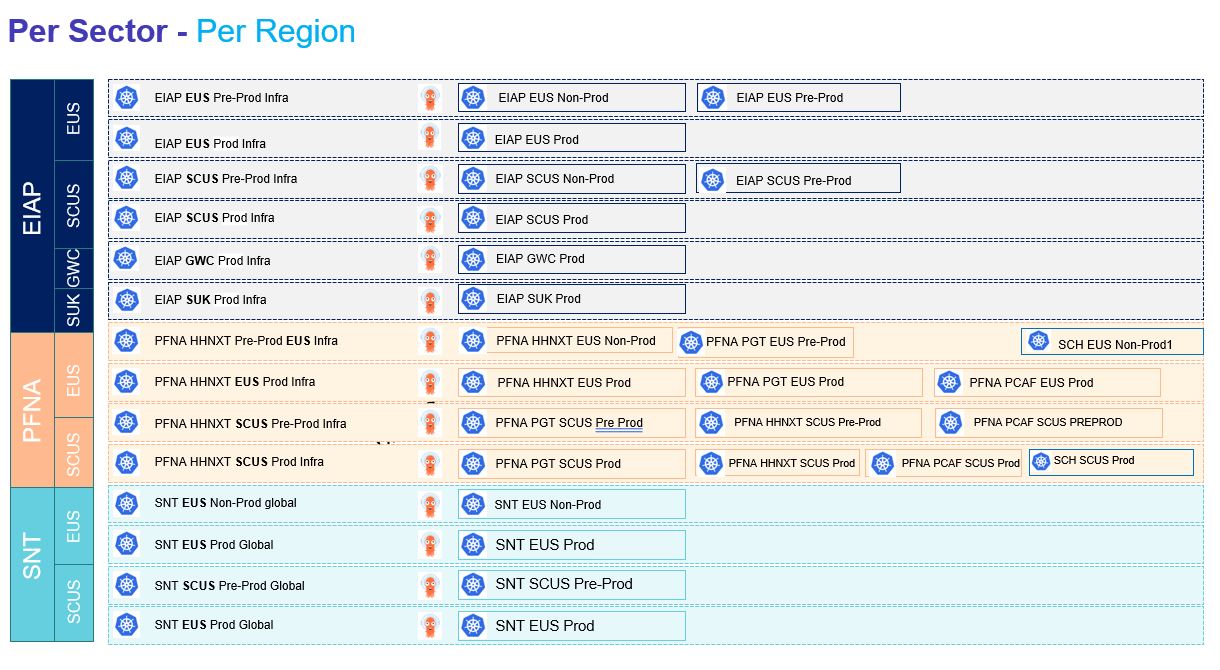 Per Sector - Per Region
EIAP
EUS
EIAP EUS Pre-Prod Infra
EIAP EUS Non-Prod
EIAP EUS Pre-Prod
EIAP EUS Prod Infra
EIAP EUS Prod
SCUS
EIAP SCUS Pre-Prod Infra
EIAP SCUS Non-Prod
EIAP SCUS Pre-Prod
EIAP SCUS Prod Infra
EIAP SCUS Prod
GWC
EIAP GWC Prod Infra
EIAP GWC Prod
SUK
EIAP SUK Prod Infra
EIAP SUK Prod
PFNA
EUS
PFNA HHNXT Pre-Prod EUS Infra
PFNA HHNXT EUS Non-Prod
PFNA PGT EUS Pre-Prod
SCH EUS Non-Prod1
PFNA HHNXT EUS Prod Infra
PFNA HHNXT EUS Prod
PFNA PGT EUS Prod
PFNA PCAF EUS Prod
SCUS
PFNA HHNXT SCUS Pre-Prod Infra
PFNA PGT SCUS Pre Prod
PFNA HHNXT SCUS Pre-Prod
PFNA PCAF SCUS PREPROD
PFNA HHNXT SCUS Prod Infra
PFNA PGT SCUS Prod
PFNA HHNXT SCUS Prod
PFNA PCAF SCUS Prod
SCH SCUS Prod
SNT
EUS
SNT EUS Non-Prod global
SNT EUS Non-Prod
SNT EUS Prod Global
SNT EUS Prod
SCUS
SNT SCUS Pre-Prod Global
SNT SCUS Pre-Prod
SNT EUS Prod Global
SNT EUS Prod